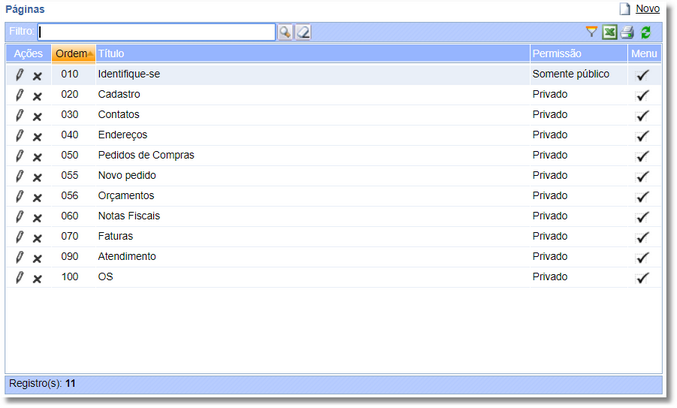 Páginas Novo
Filtro:
Ações Ordem Título Permissão Menu
010 Identifique-se Somente público
020 Cadastro Privado
030 Contatos Privado
040 Endereços Privado
050 Pedidos de Compras Privado
055 Novo pedido Privado
056 Orçamentos Privado
060 Notas Fiscais Privado
070 Faturas Privado
090 Atendimento Privado
100 OS Privado
Registro(s): 11